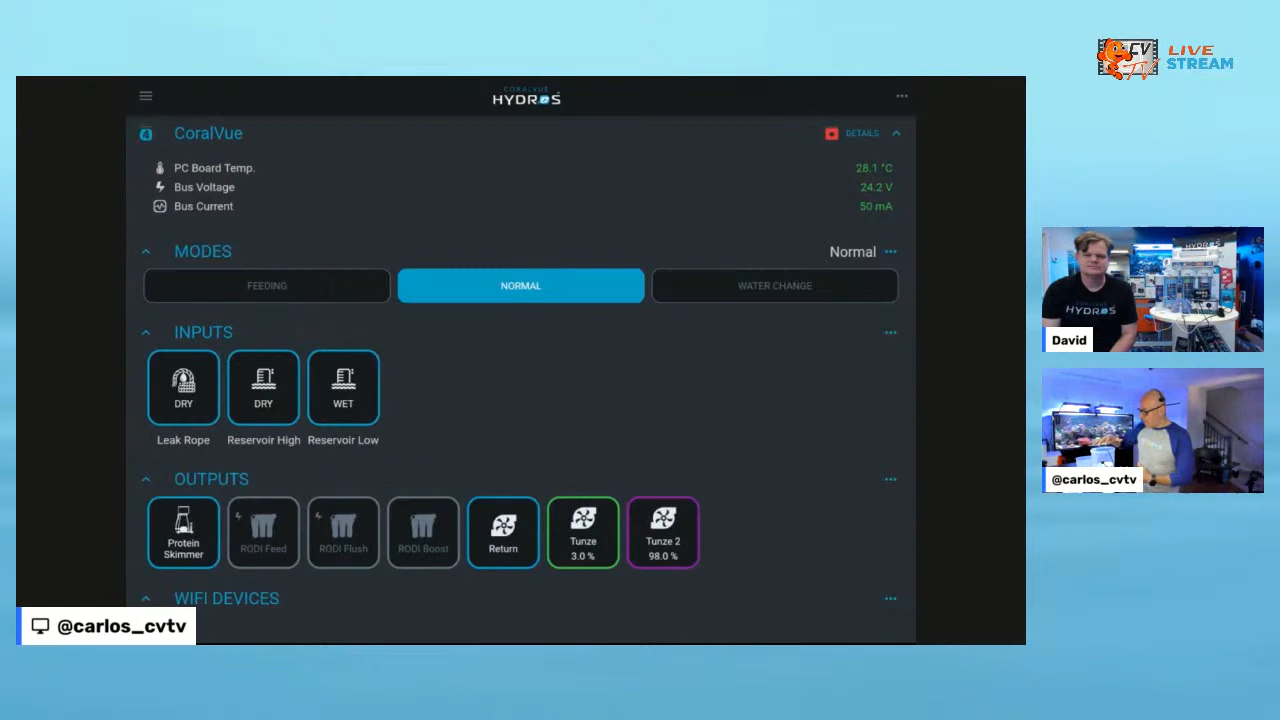 CV TV LIVE STREAM
CORALVUE
HYDROS
4 CoralVue DETAILS
PC Board Temp. 28.1 °C
Bus Voltage 24.2 V
Bus Current 50 mA
MODES Normal
FEEDING NORMAL WATER CHANGE
INPUTS
DRY DRY WET
Leak Rope Reservoir High Reservoir Low
OUTPUTS
Protein Skimmer RODI Feed RODI Flush RODI Boost Return Tunze 3.0 % Tunze 2 98.0 %
WIFI DEVICES
@carlos_cvtv
HYDROS
HYDROS
David
@carlos_cvtv